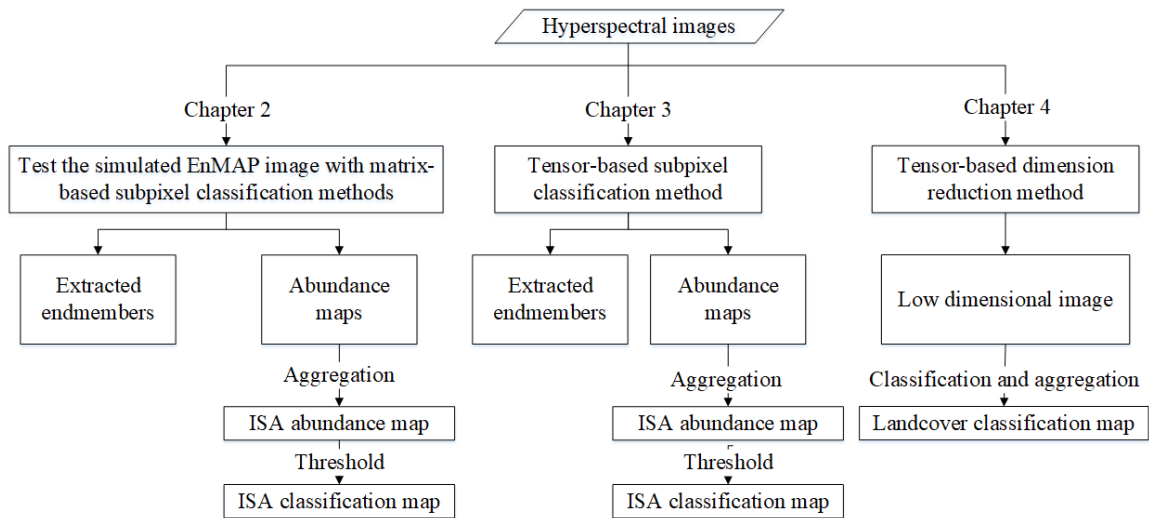 Hyperspectral images
Chapter 2
Chapter 3
Chapter 4
Test the simulated EnMAP image with matrix-
based subpixel classification methods
Tensor-based subpixel
classification method
Tensor-based dimension
reduction method
Extracted
endmembers
Abundance
maps
Extracted
endmembers
Abundance
maps
Low dimensional image
Aggregation
Aggregation
Classification and aggregation
ISA abundance map
ISA abundance map
Landcover classification map
Threshold
Threshold
ISA classification map
ISA classification map